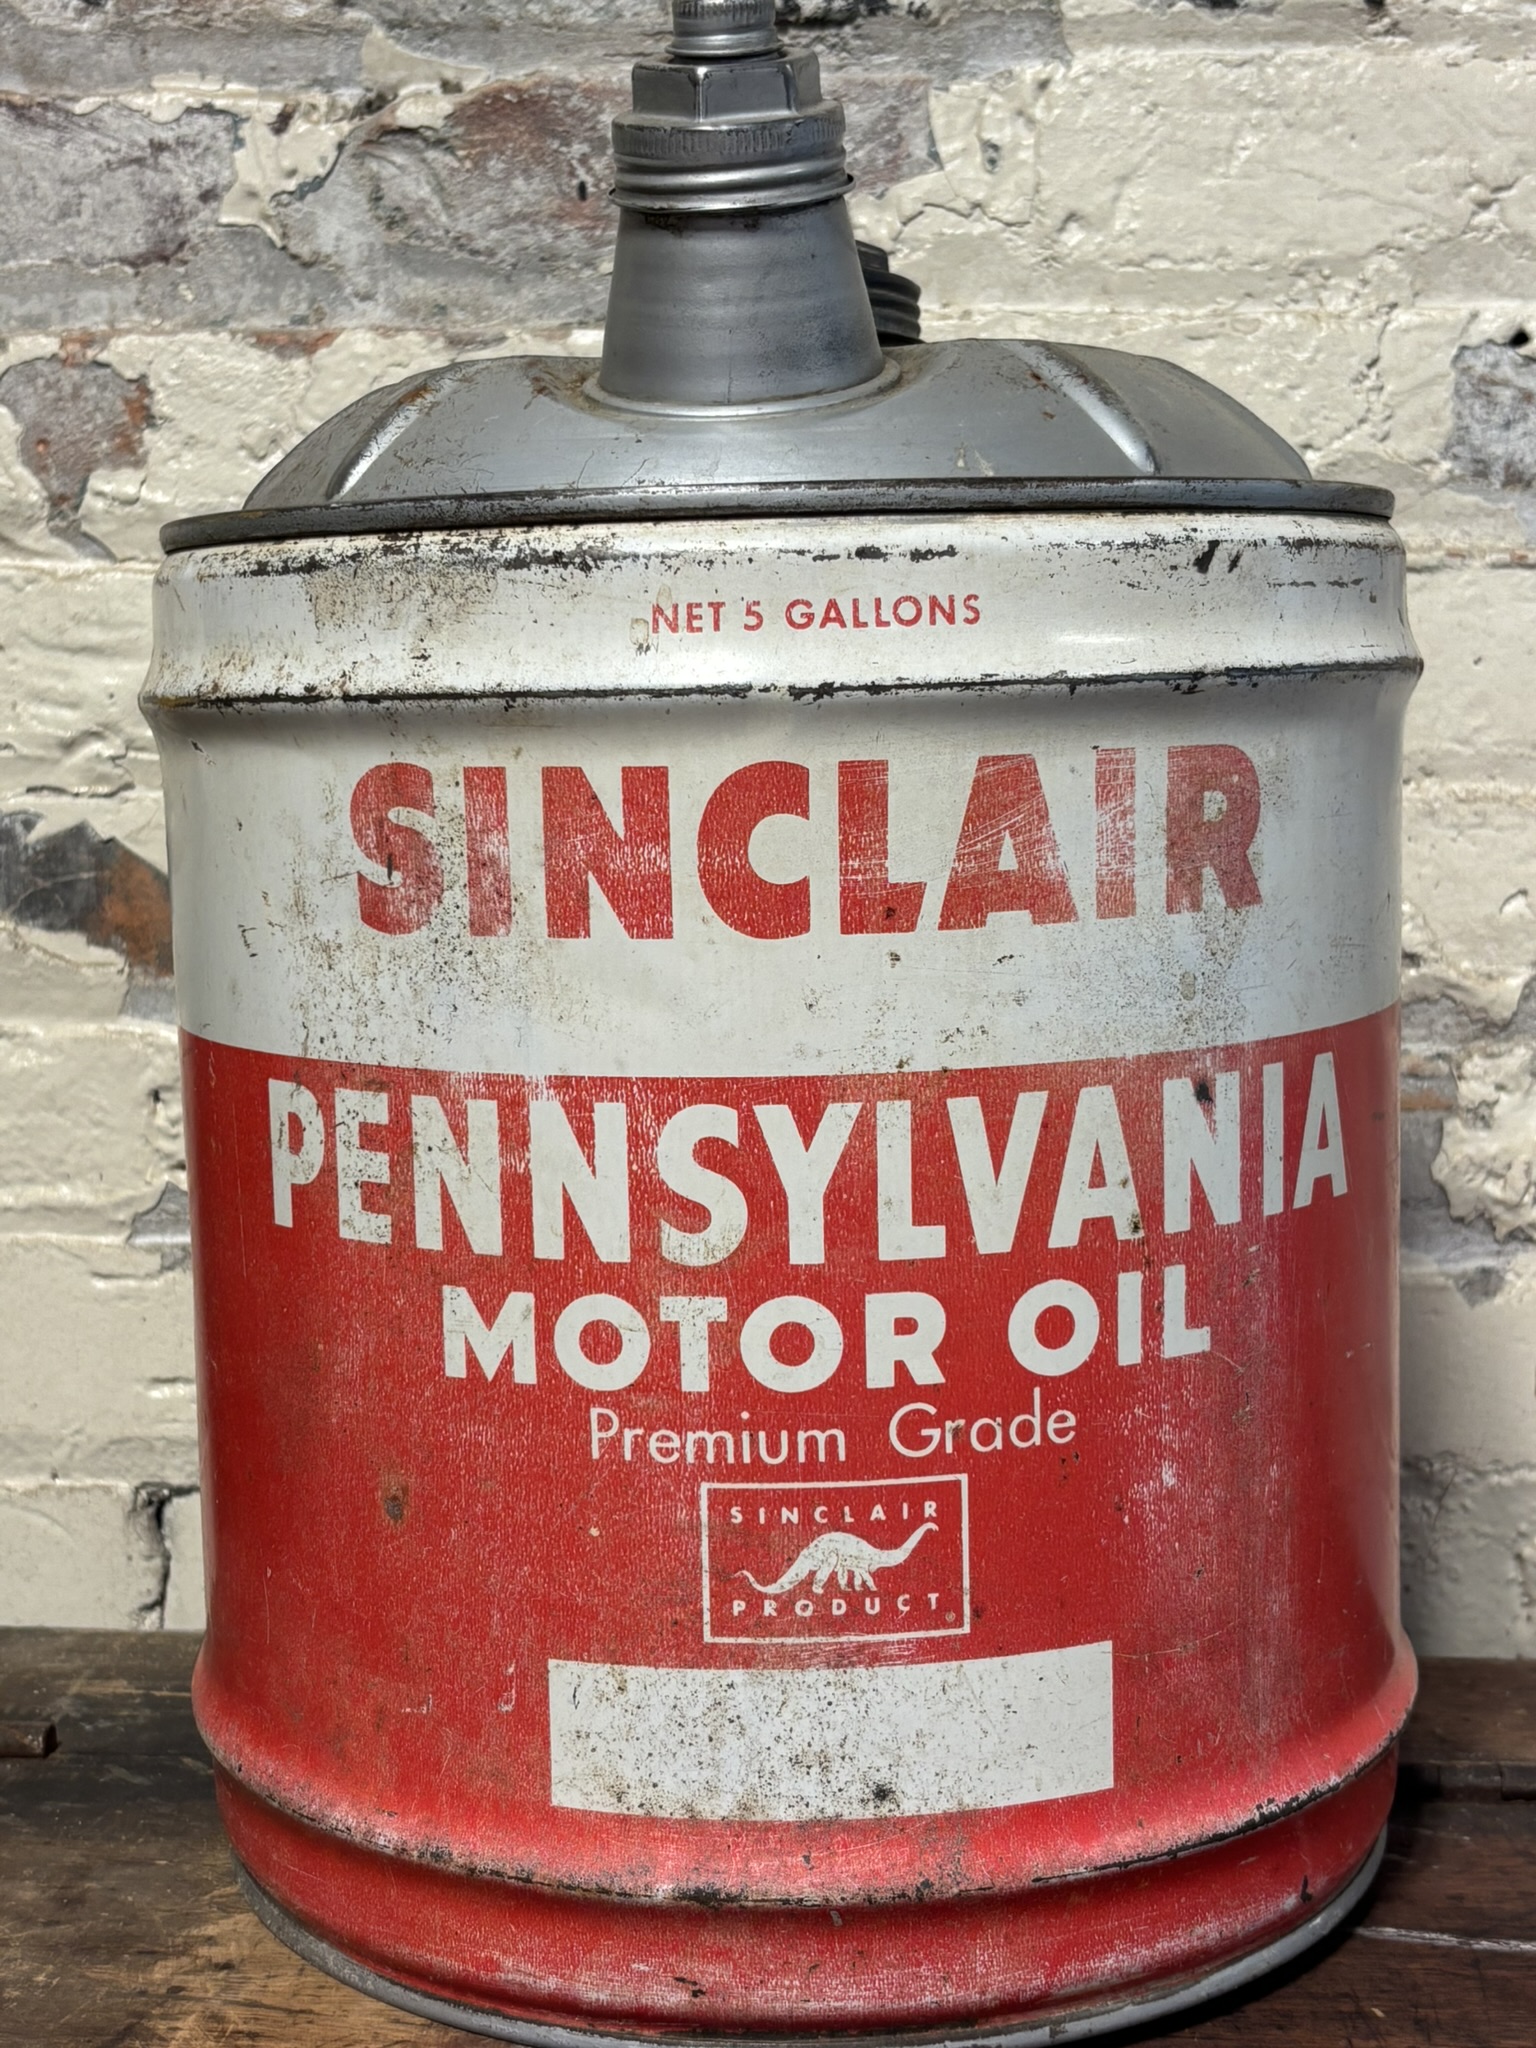 NET 5 GALLONS
SINCLAIR
PENNSYLVANIA
MOTOR OIL
Premium Grade
SINCLAIR
PRODUCT